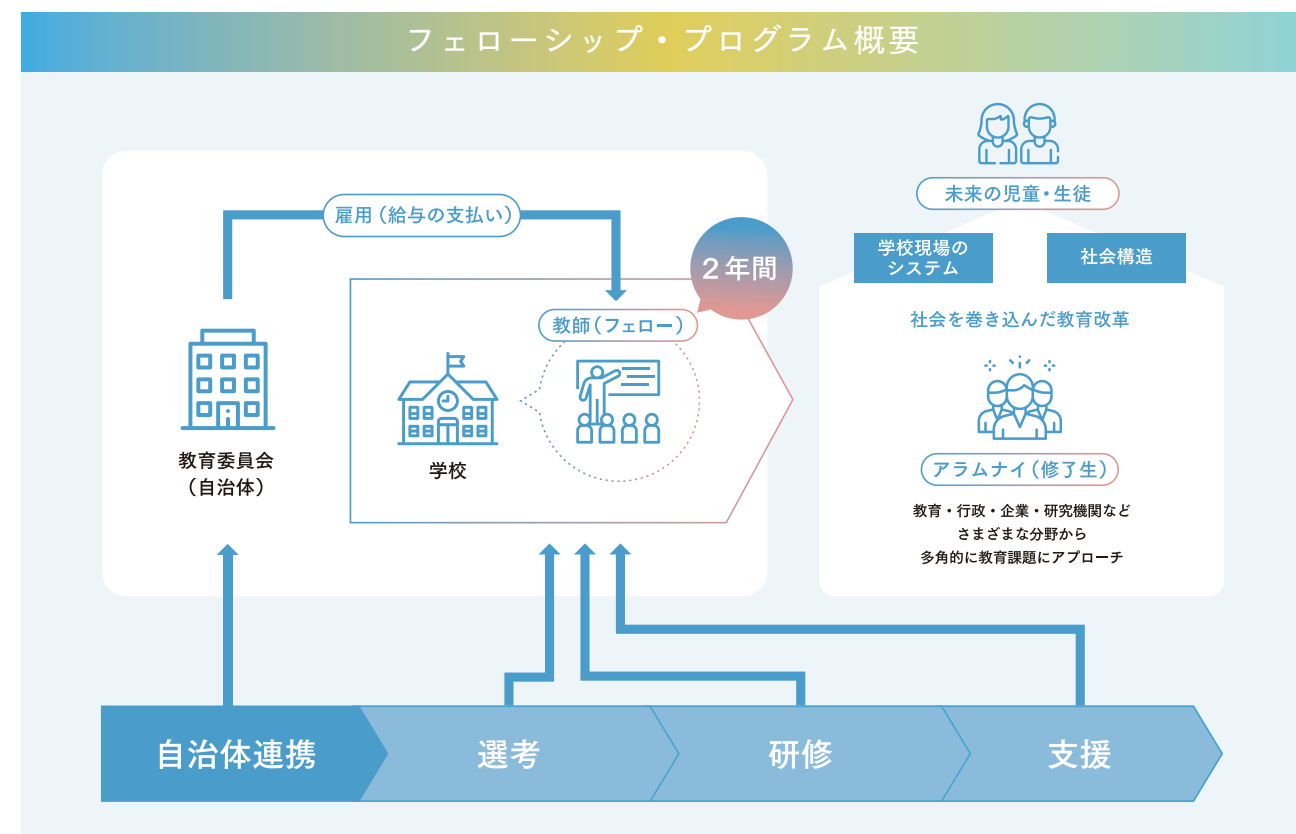 フェローシップ・プログラム概要
雇用（給与の支払い）
2年間
教師（フェロー）
教育委員会
（自治体）
学校
未来の児童・生徒
学校現場の
システム
社会構造
社会を巻き込んだ教育改革
アラムナイ（修了生）
教育・行政・企業・研究機関など
さまざまな分野から
多角的に教育課題にアプローチ
自治体連携
選考
研修
支援